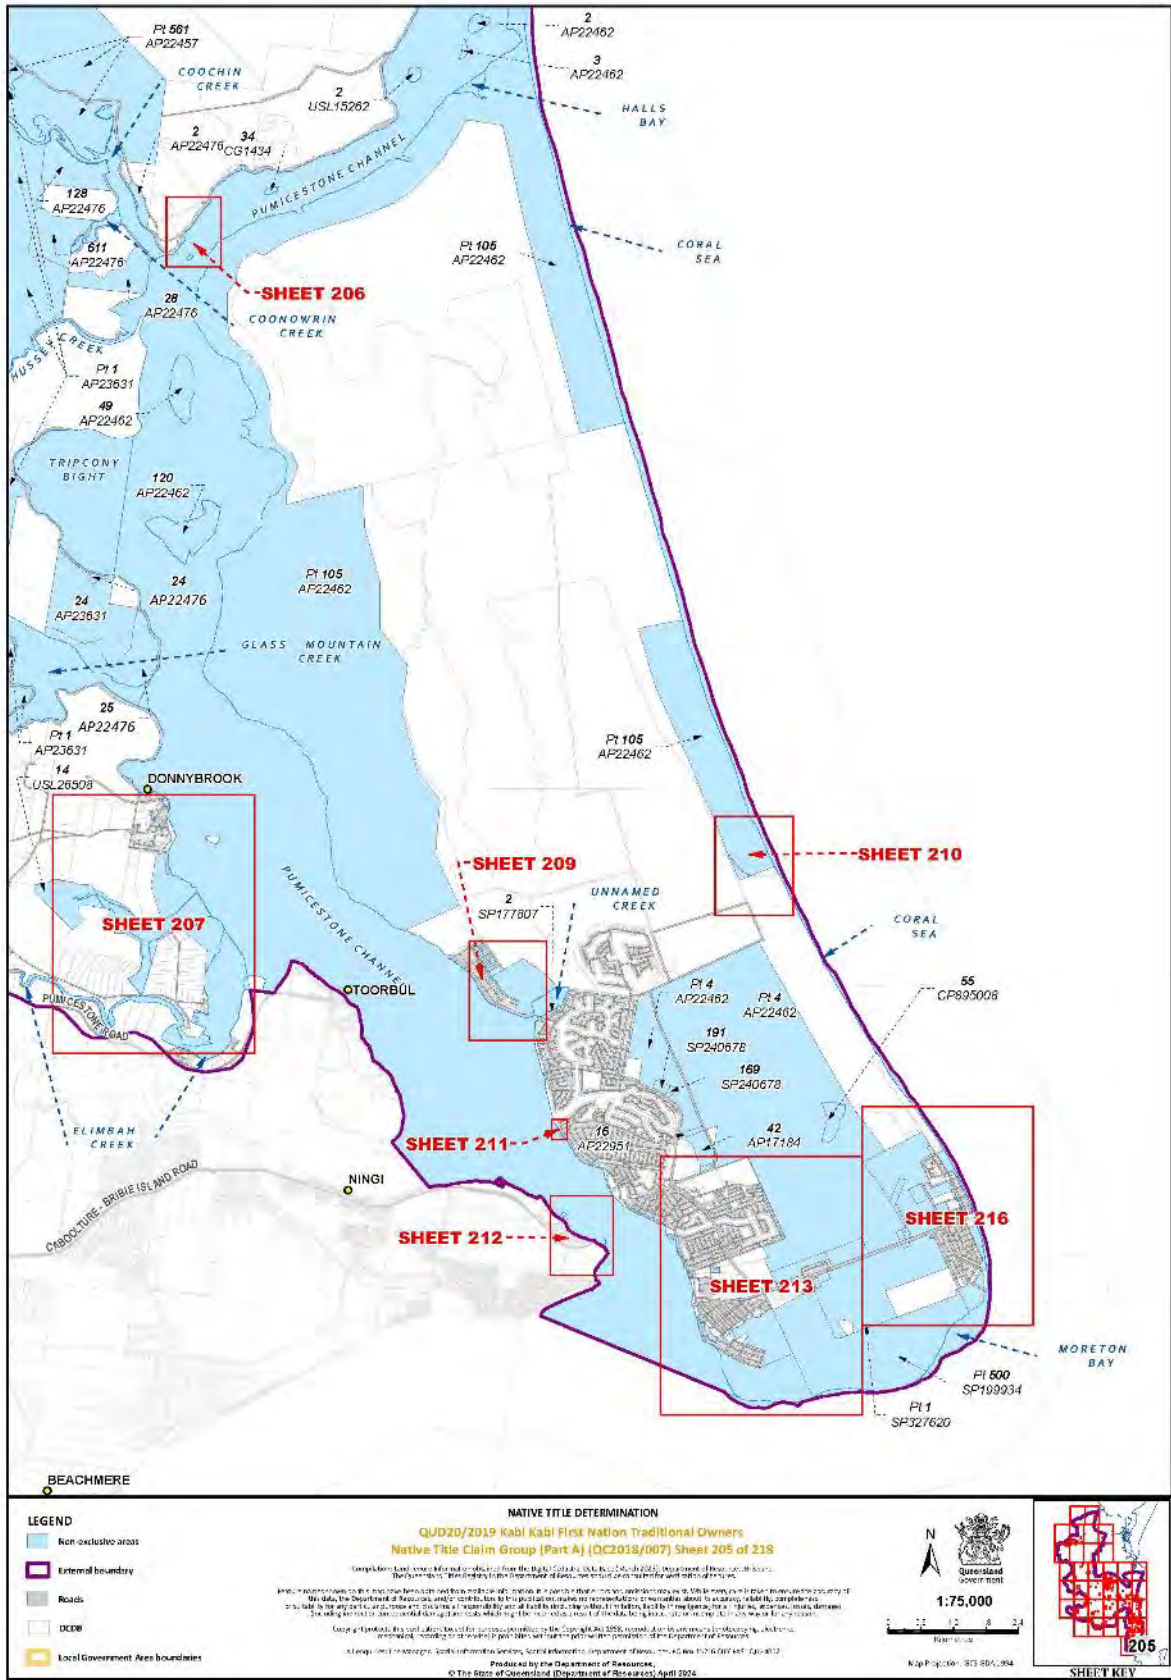 Pt 561
AP22457
COOCHIN
CREEK
2
AP22462
3
AP22462
2
USL15262
HALLS
BAY
2
AP22476
34
CG1434
PUMICESTONE CHANNEL
128
AP22476
611
AP22476
Pt 105
AP22462
CORAL
SEA
SHEET 206
28
AP22476
COONOWRIN
CREEK
HUSSEY CREEK
Pt 1
AP23631
49
AP22462
TRIPCONY
BIGHT
120
AP22462
Pt 105
AP22462
24
AP22476
24
AP23631
GLASS MOUNTAIN
CREEK
25
AP22476
Pt 1
AP23631
14
USL26508
Pt 105
AP22462
DONNYBROOK
SHEET 209
SHEET 210
2
SP177807
UNNAMED
CREEK
SHEET 207
PUMICESTONE CHANNEL
CORAL
SEA
TOORBUL
Pt 4
AP22462
Pt 4
AP22462
55
CP895008
PUMICESTONE ROAD
191
SP240678
169
SP240678
ELIMBAH
CREEK
SHEET 211
16
AP22951
42
AP17184
NINGI
CABOOLTURE - BRIBIE ISLAND ROAD
SHEET 212
SHEET 216
SHEET 213
MORETON
BAY
Pt 500
SP199934
Pt 1
SP327620
BEACHMERE
LEGEND
Non-exclusive areas
External boundary
Roads
DCDB
Local Government Area boundaries
NATIVE TITLE DETERMINATION
QUD20/2019 Kabi Kabi First Nation Traditional Owners
Native Title Claim Group (Part A) (QC2018/007) Sheet 205 of 218
Produced by the Department of Resources,
© The State of Queensland (Department of Resources) April 2024
N
Queensland
Government
1:75,000
Kilometres
205
SHEET KEY